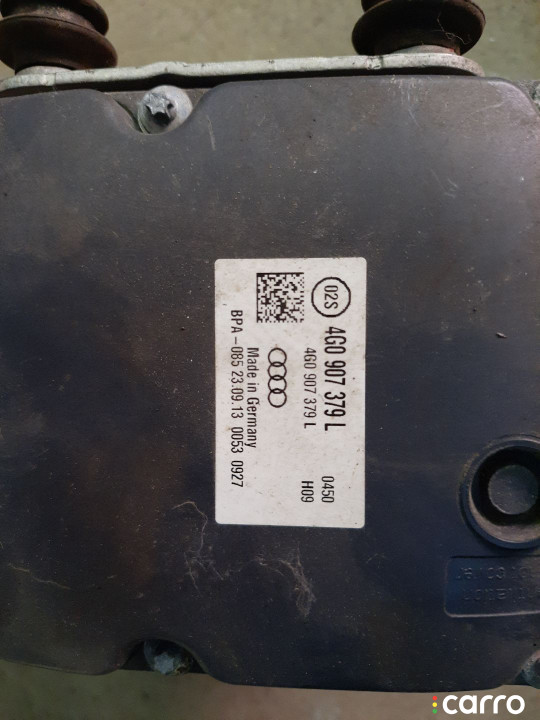 02S
4G0 907 379 L 0450
4G0 907 379 L H09
Made in Germany
BPA-085 23.09.13 0053 0927
carro